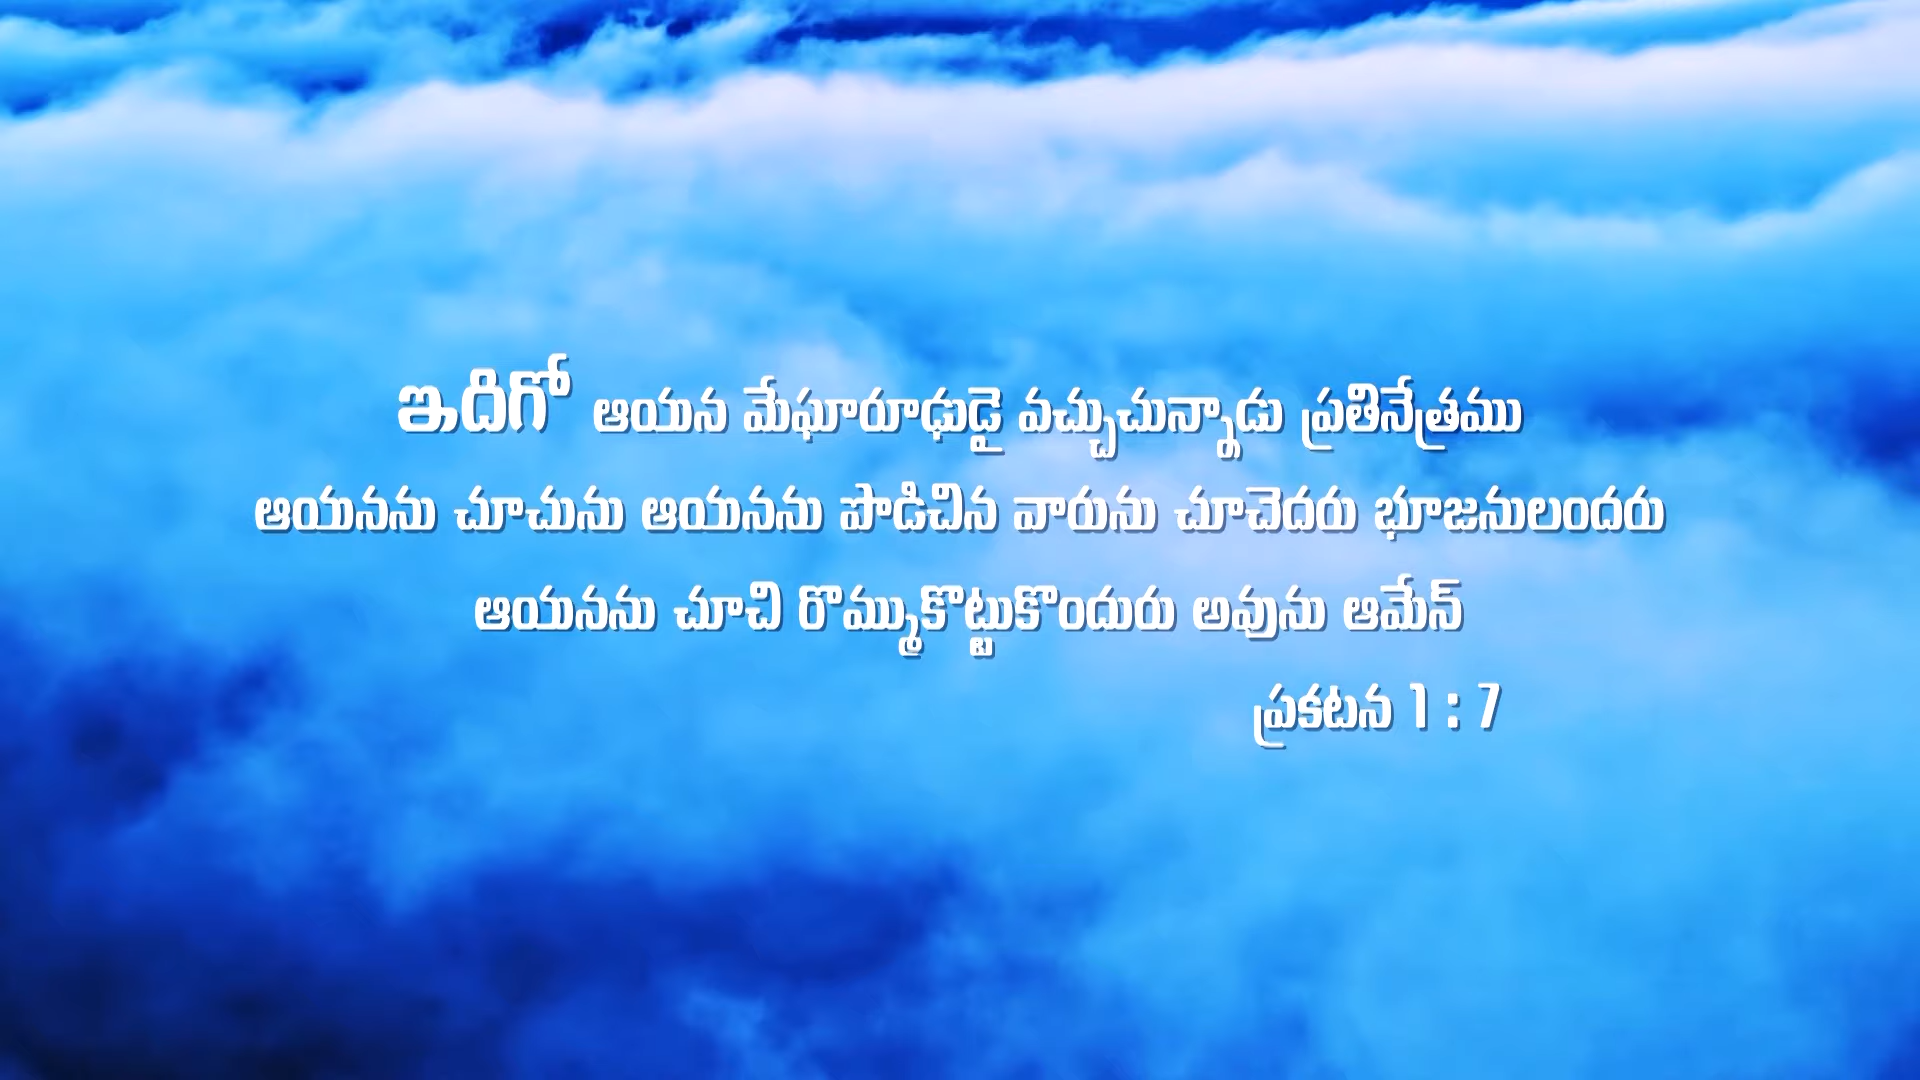 ఇదిగో ఆయన మేఘారూఢుడై వచ్చుచున్నాడు ప్రతినేత్రము
ఆయనను చూచును ఆయనను పొడిచిన వారును చూచెదరు భూజనులందరు
ఆయనను చూచి రొమ్ముకొట్టుకొందురు అవును ఆమేన్
ప్రకటన 1 : 7